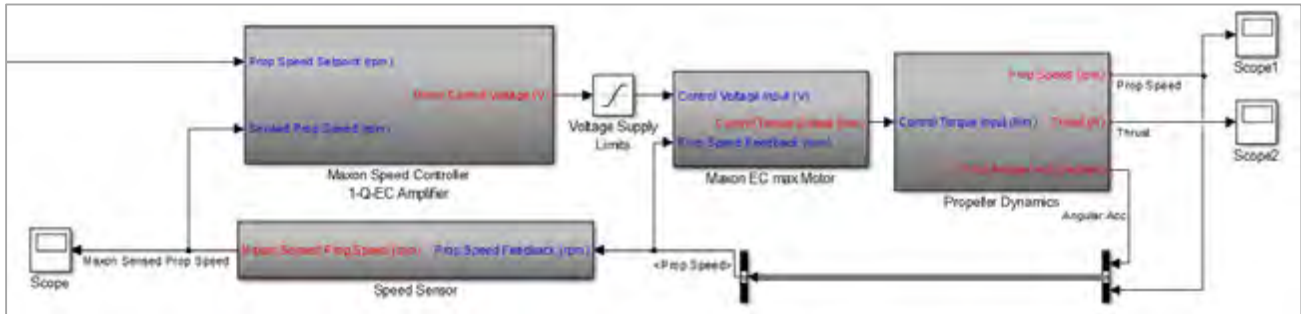 Prop Speed Setpoint (rpm)
Motor Control Voltage (V)
Sensed Prop Speed (rpm)
Maxon Speed Controller
1-Q-EC Amplifier
Voltage Supply
Limits
Control Voltage Input (V)
Control Torque Output (Nm)
Prop Speed Feedback (rpm)
Maxon EC max Motor
Prop Speed (rpm)
Control Torque Input (Nm)
Thrust (N)
Propeller Dynamics
Prop Speed
Thrust
Angular Acc
Scope1
Scope2
Scope
Maxon Sensed Prop Speed
Maxon Sensed Prop Speed (rpm)
Prop Speed Feedback (rpm)
Speed Sensor
<Prop Speed>